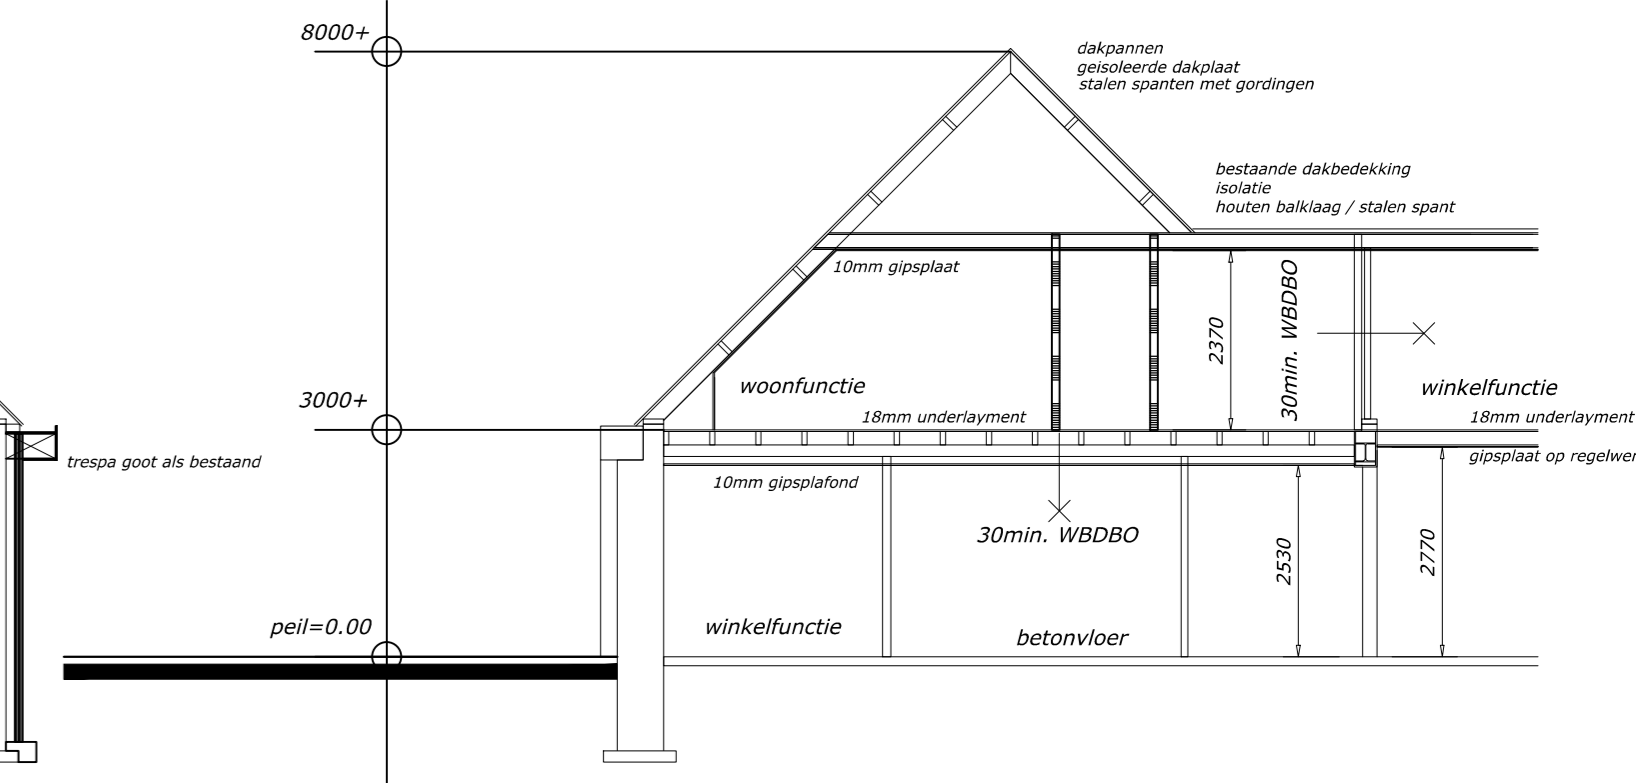 8000+
dakpannen
geisoleerde dakplaat
stalen spanten met gordingen
bestaande dakbedekking
isolatie
houten balklaag / stalen spant
10mm gipsplaat
2370
30min. WBDBO
woonfunctie
winkelfunctie
3000+
18mm underlayment
18mm underlayment
trespa goot als bestaand
gipsplaat op regelwer
10mm gipsplafond
30min. WBDBO
2530
2770
peil=0.00
winkelfunctie
betonvloer